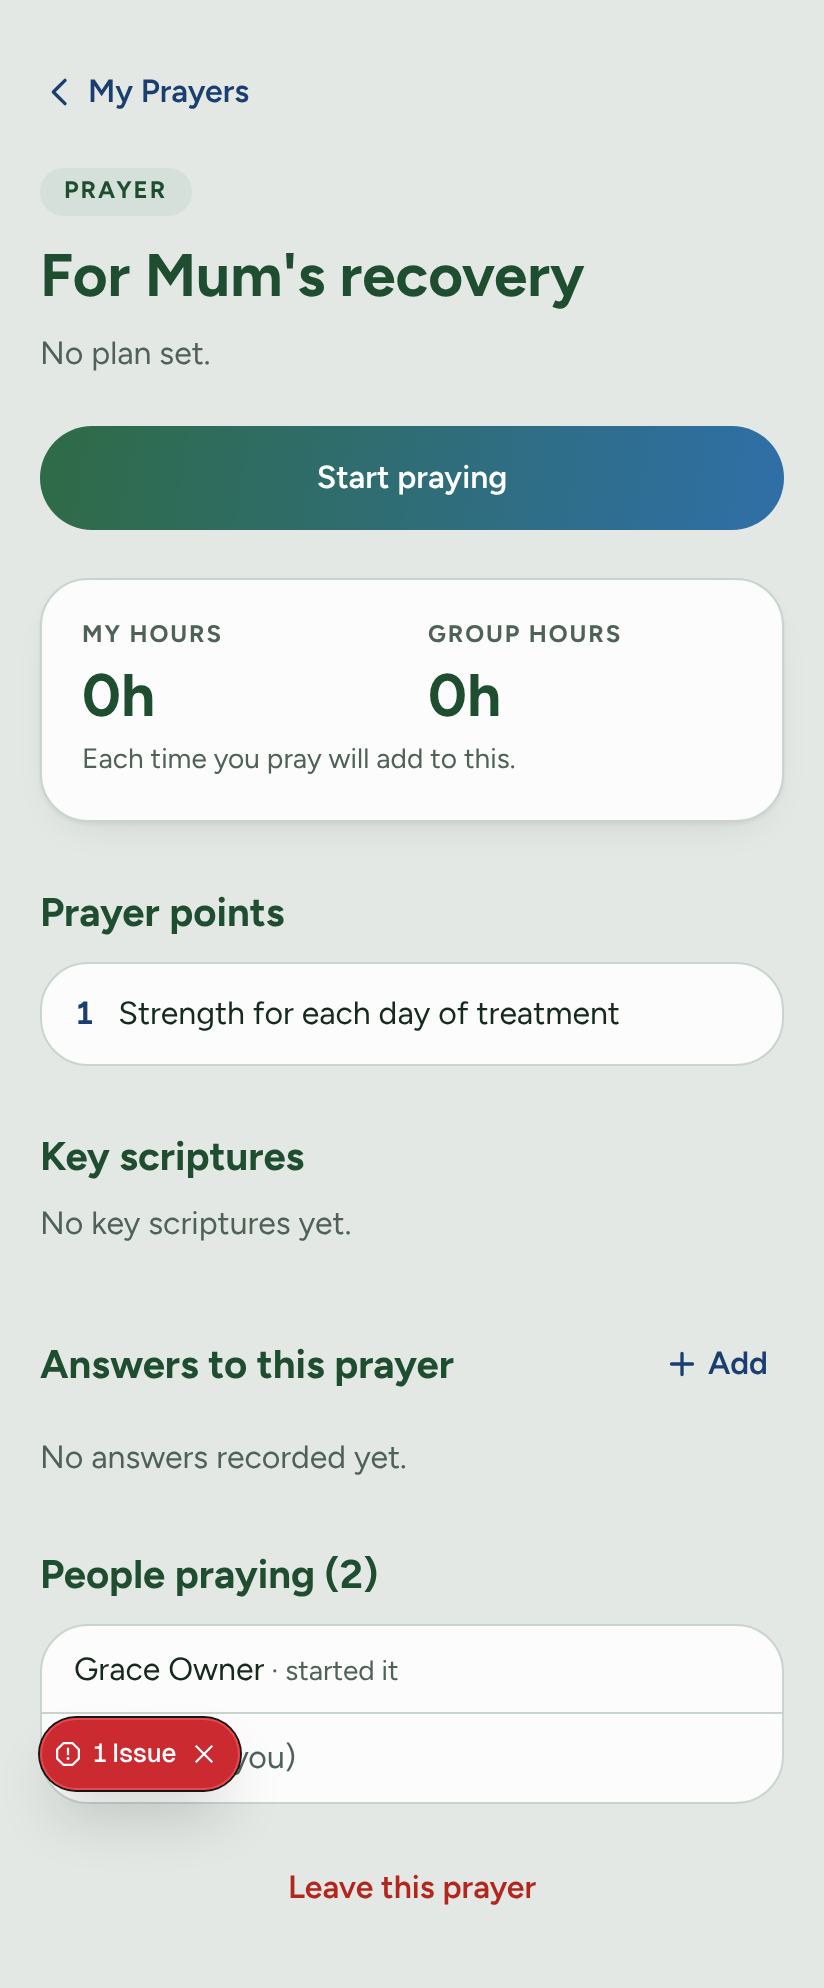 My Prayers
PRAYER
For Mum's recovery
No plan set.
Start praying
MY HOURS GROUP HOURS
0h 0h
Each time you pray will add to this.
Prayer points
1 Strength for each day of treatment
Key scriptures
No key scriptures yet.
Answers to this prayer + Add
No answers recorded yet.
People praying (2)
Grace Owner · started it
1 Issue you)
Leave this prayer